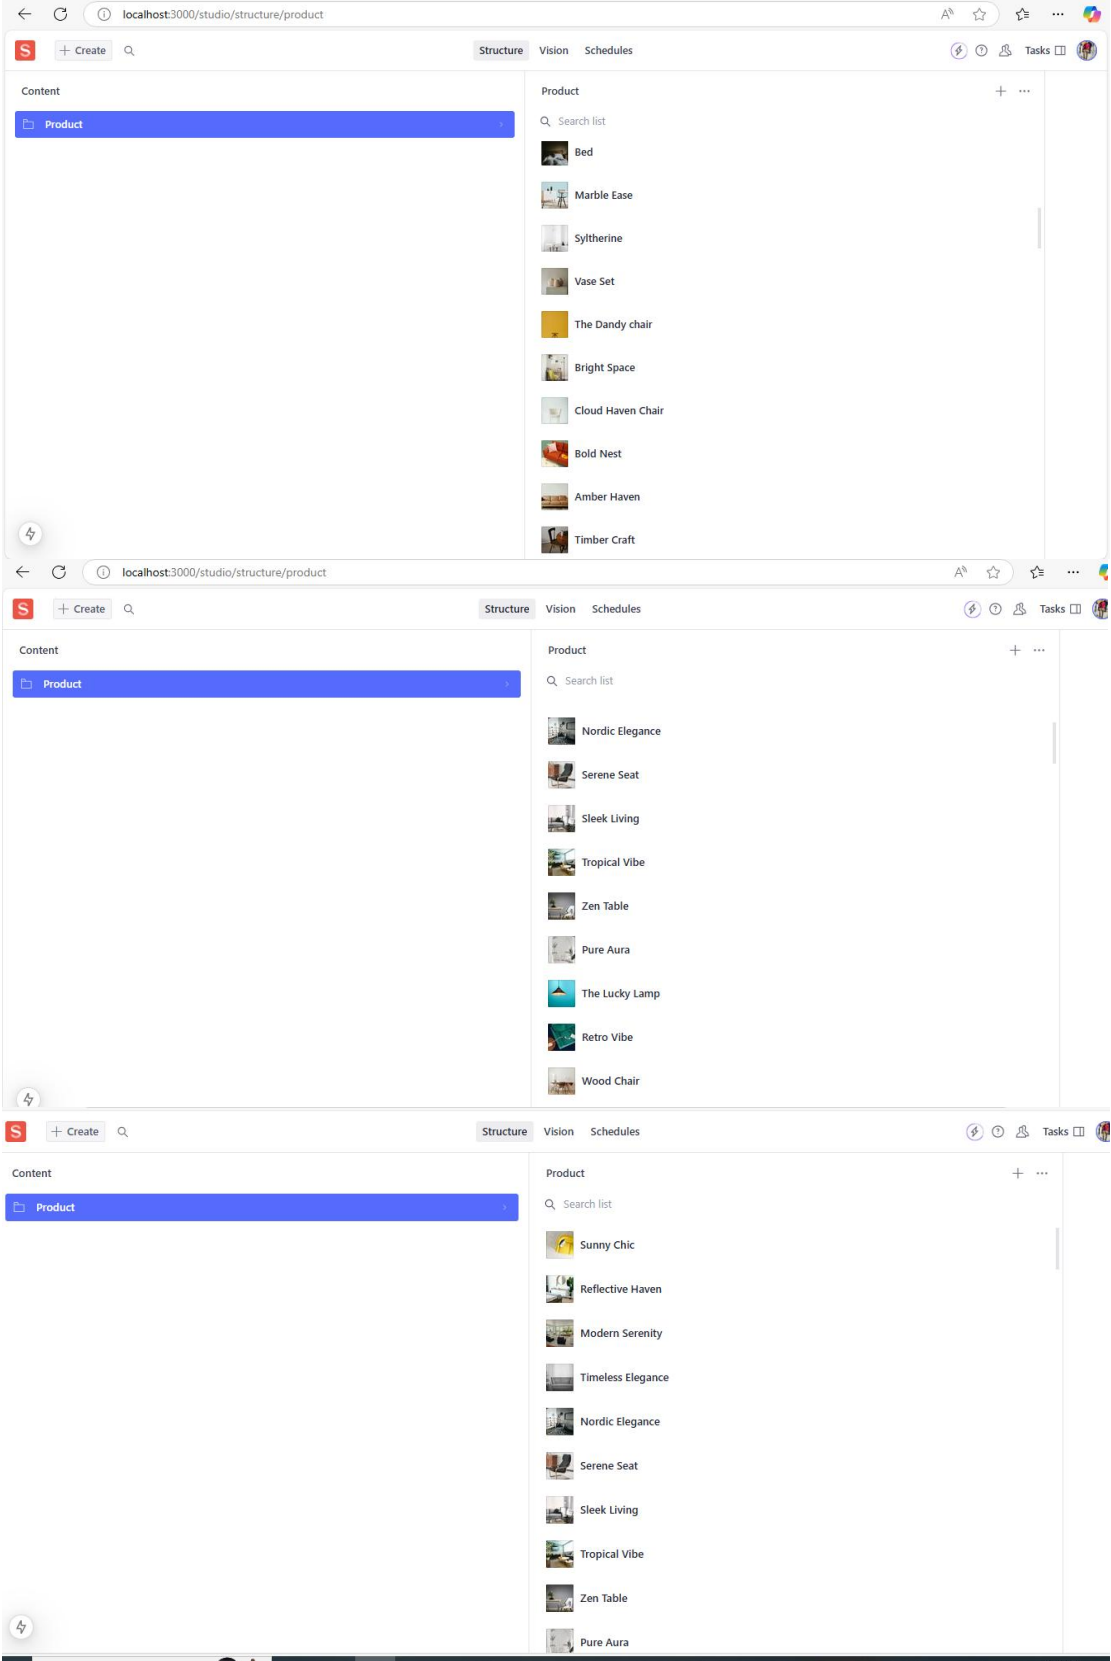 localhost:3000/studio/structure/product
S + Create Structure Vision Schedules Tasks
Content Product
Product
Search list
Bed
Marble Ease
Syltherine
Vase Set
The Dandy chair
Bright Space
Cloud Haven Chair
Bold Nest
Amber Haven
Timber Craft
localhost:3000/studio/structure/product
S + Create Structure Vision Schedules Tasks
Content Product
Product
Search list
Nordic Elegance
Serene Seat
Sleek Living
Tropical Vibe
Zen Table
Pure Aura
The Lucky Lamp
Retro Vibe
Wood Chair
S + Create Structure Vision Schedules Tasks
Content Product
Product
Search list
Sunny Chic
Reflective Haven
Modern Serenity
Timeless Elegance
Nordic Elegance
Serene Seat
Sleek Living
Tropical Vibe
Zen Table
Pure Aura